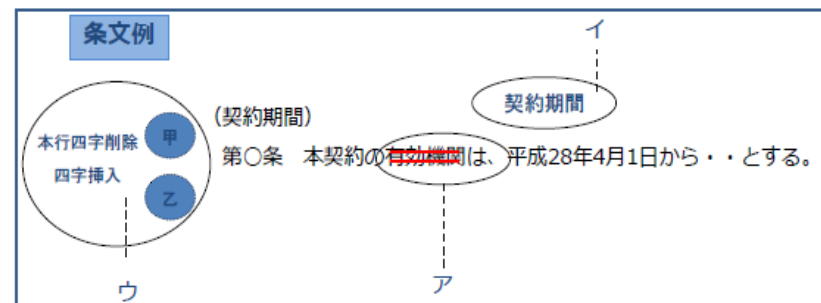 条文例
イ
契約期間
(契約期間)
本行四字削除
四字挿入
甲
乙
第○条　本契約の有効機関は、平成28年4月1日から・・とする。
ウ
ア